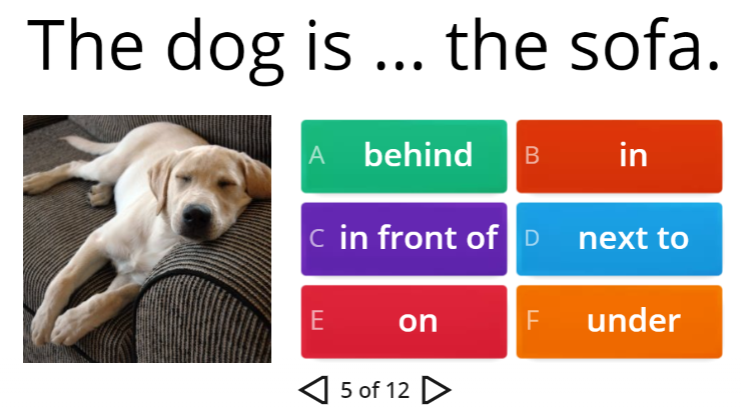 The dog is ... the sofa.
A behind
B in
C in front of
D next to
E on
F under
5 of 12